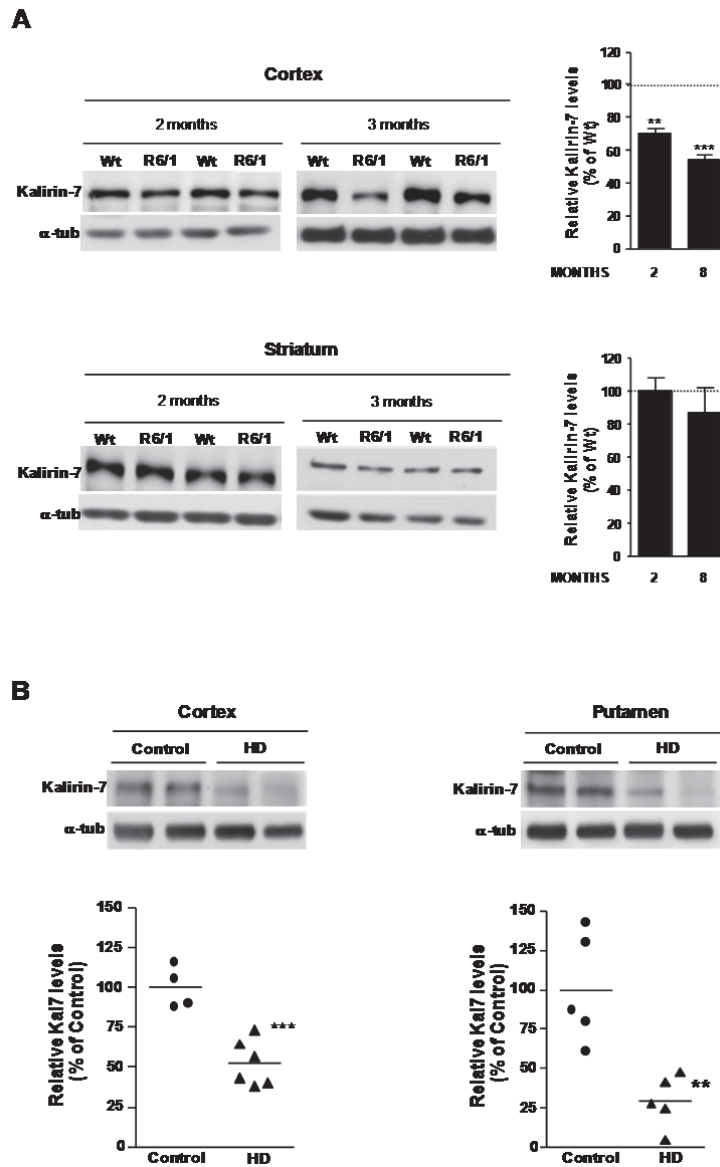 A
Cortex
2 months
3 months
Wt R6/1 Wt R6/1
Wt R6/1 Wt R6/1
Kalirin-7
α-tub
Relative Kalirin-7 levels
(% of Wt)
120
100
80
60
40
20
0
**
***
MONTHS 2 8
Striatum
2 months
3 months
Wt R6/1 Wt R6/1
Wt R6/1 Wt R6/1
Kalirin-7
α-tub
Relative Kalirin-7 levels
(% of Wt)
120
100
80
60
40
20
0
MONTHS 2 8
B
Cortex
Control HD
Kalirin-7
α-tub
Relative Kal7 levels
(% of Control)
150
125
100
75
50
25
0
***
Control HD
Putamen
Control HD
Kalirin-7
α-tub
Relative Kal7 levels
(% of Control)
150
125
100
75
50
25
0
**
Control HD